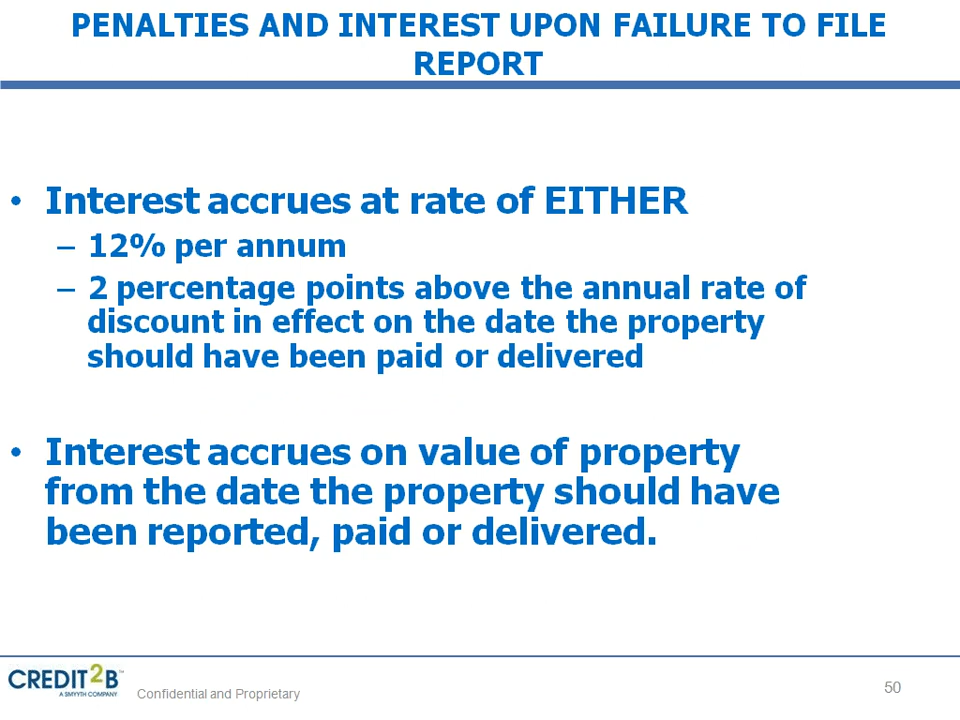 PENALTIES AND INTEREST UPON FAILURE TO FILE
REPORT
• Interest accrues at rate of EITHER
– 12% per annum
– 2 percentage points above the annual rate of
discount in effect on the date the property
should have been paid or delivered
• Interest accrues on value of property
from the date the property should have
been reported, paid or delivered.
CREDIT2B™
A SMYYTH COMPANY
Confidential and Proprietary
50